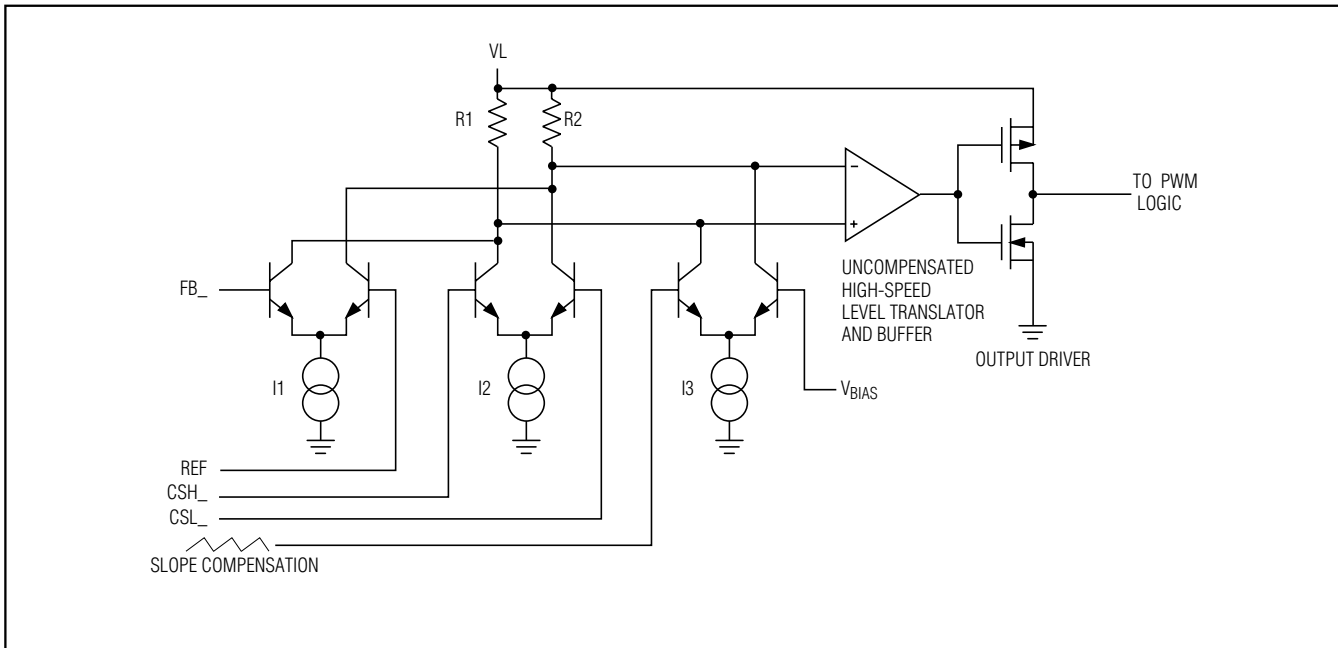 VL
R1
R2
TO PWM
LOGIC
UNCOMPENSATED
HIGH-SPEED
LEVEL TRANSLATOR
AND BUFFER
OUTPUT DRIVER
FB_
I1
I2
I3
VBIAS
REF
CSH_
CSL_
SLOPE COMPENSATION
−
+